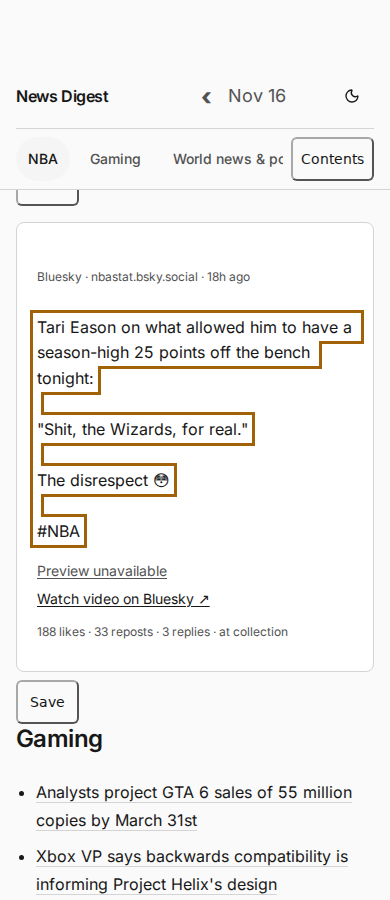 News Digest
‹ Nov 16
NBA Gaming World news & po Contents
Bluesky · nbastat.bsky.social · 18h ago
Tari Eason on what allowed him to have a
season-high 25 points off the bench
tonight:
"Shit, the Wizards, for real."
The disrespect 😳
#NBA
Preview unavailable
Watch video on Bluesky ↗
188 likes · 33 reposts · 3 replies · at collection
Save
Gaming
• Analysts project GTA 6 sales of 55 million
copies by March 31st
• Xbox VP says backwards compatibility is
informing Project Helix's design